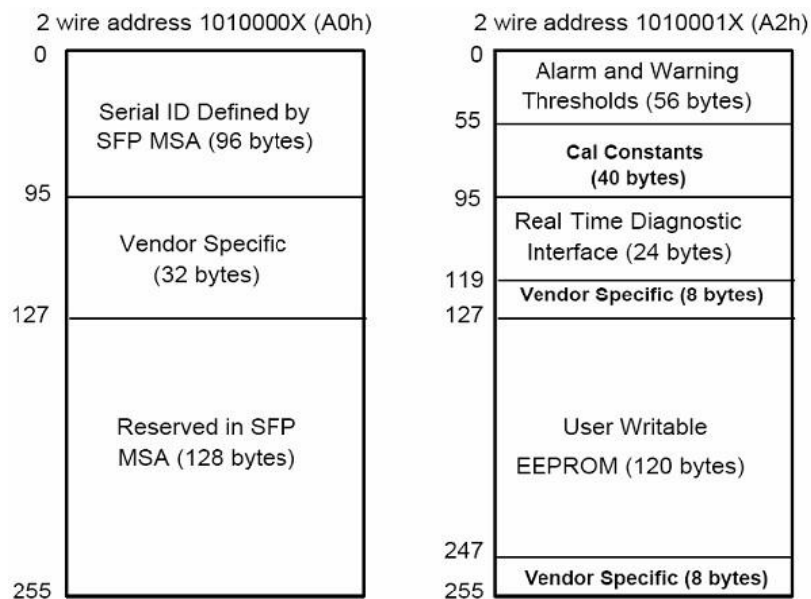 2 wire address 1010000X (A0h)
0
Serial ID Defined by
SFP MSA (96 bytes)
95
Vendor Specific
(32 bytes)
127
Reserved in SFP
MSA (128 bytes)
255
2 wire address 1010001X (A2h)
0
Alarm and Warning
Thresholds (56 bytes)
55
Cal Constants
(40 bytes)
95
Real Time Diagnostic
Interface (24 bytes)
119
Vendor Specific (8 bytes)
127
User Writable
EEPROM (120 bytes)
247
Vendor Specific (8 bytes)
255